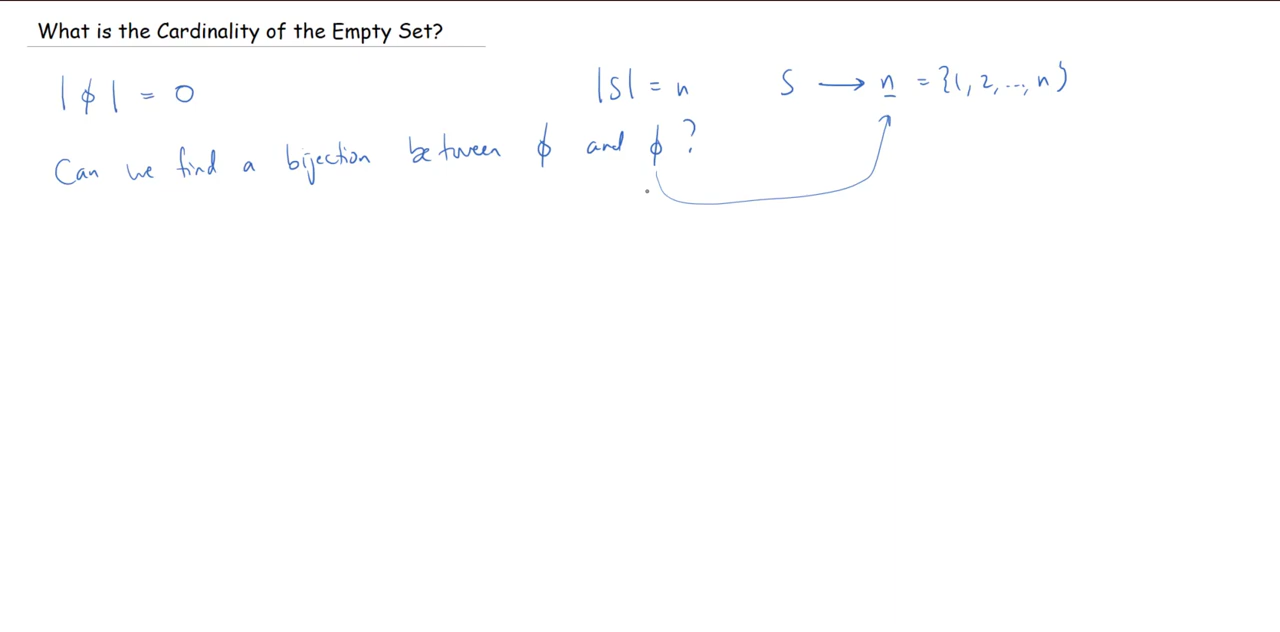 What is the Cardinality of the Empty Set?
|ϕ| = 0 |S| = n S ⟶ n = {1, 2, ..., n)
Can we find a bijection between ϕ and ϕ ?